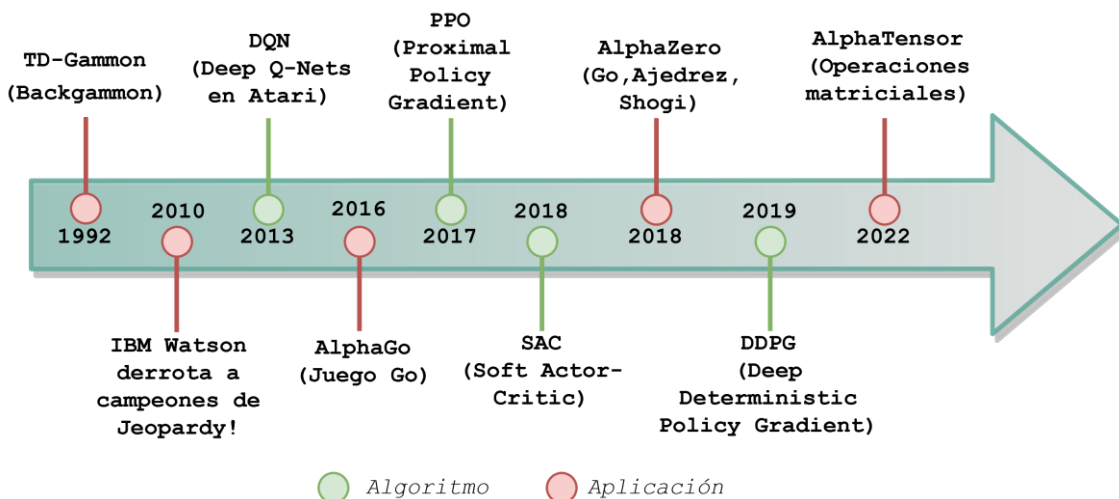 TD-Gammon
(Backgammon)
DQN
(Deep Q-Nets
en Atari)
PPO
(Proximal
Policy
Gradient)
AlphaZero
(Go,Ajedrez,
Shogi)
AlphaTensor
(Operaciones
matriciales)
1992
2010
2013
2016
2017
2018
2018
2019
2022
IBM Watson
derrota a
campeones de
Jeopardy!
AlphaGo
(Juego Go)
SAC
(Soft Actor-
Critic)
DDPG
(Deep
Deterministic
Policy Gradient)
Algoritmo
Aplicación